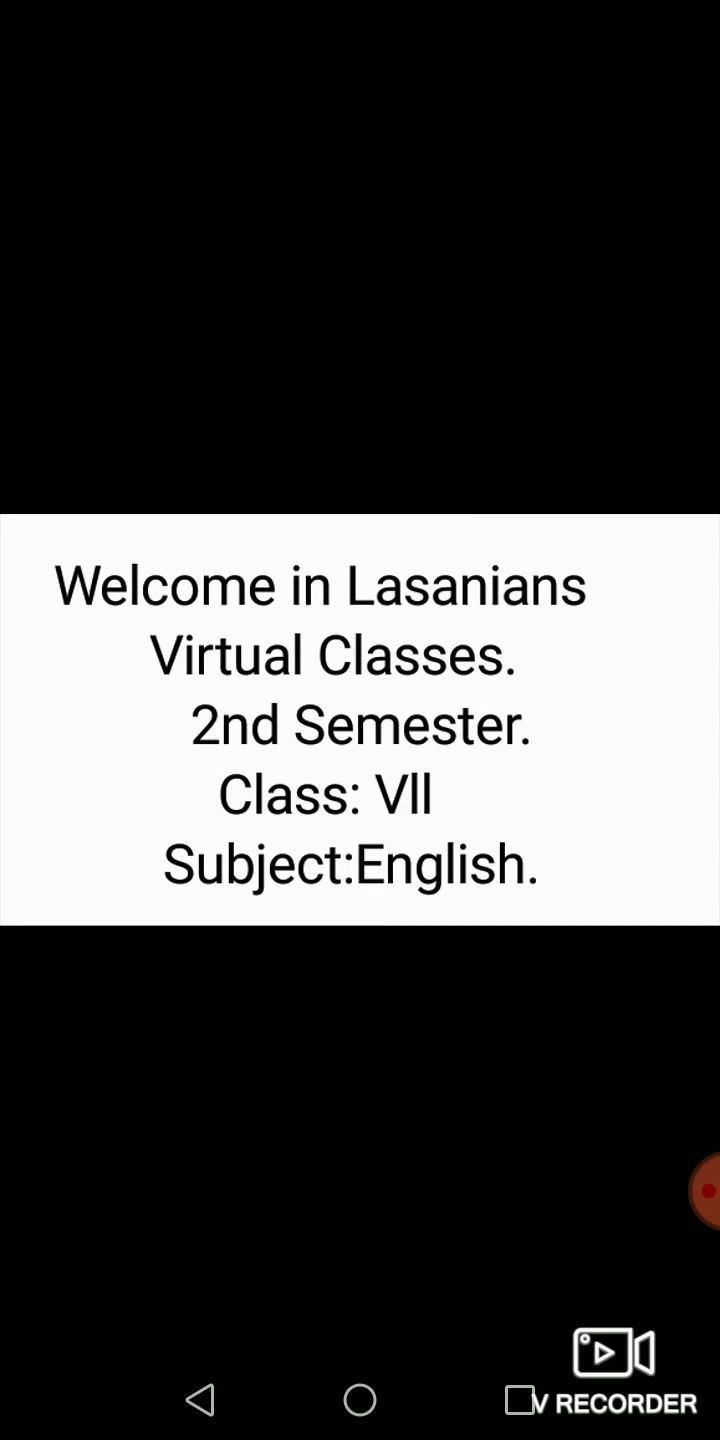 Welcome in Lasanians
Virtual Classes.
2nd Semester.
Class: Vll
Subject:English.
V RECORDER